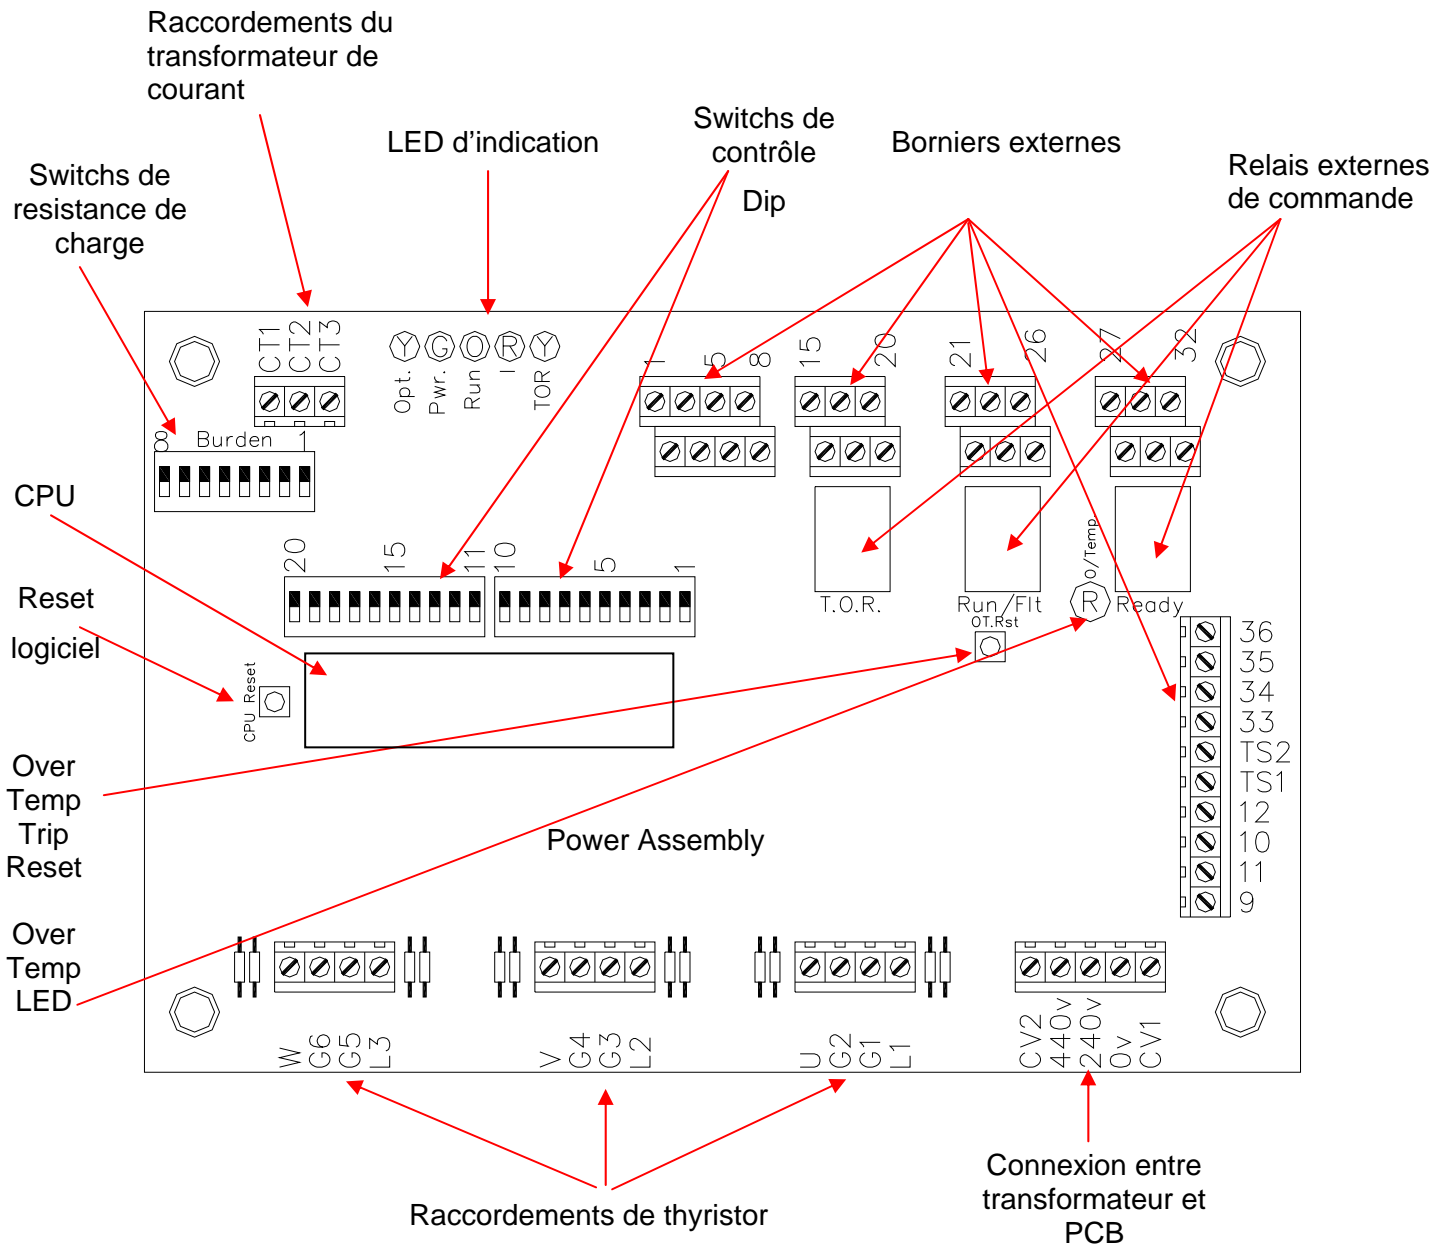 Raccordements du
transformateur de
courant
LED d'indication
Switchs de
contrôle
Dip
Borniers externes
Relais externes
de commande
Switchs de
resistance de
charge
CT1
CT2
CT3
Y G O R Y
Opt.
Pwr.
Run
I
TOR
1 5 8
15 20
21 26
27 32
8 Burden 1
CPU
20 15 11 10 5 1
O/Temp.
T.O.R.
Run/Flt
OT.Rst
R
Ready
Reset
logiciel
CPU Reset
36
35
34
33
TS2
TS1
12
10
11
9
Over
Temp
Trip
Reset
Power Assembly
Over
Temp
LED
W
G6
G5
L3
V
G4
G3
L2
U
G2
G1
L1
CV2
440v
240v
0v
CV1
Raccordements de thyristor
Connexion entre
transformateur et
PCB